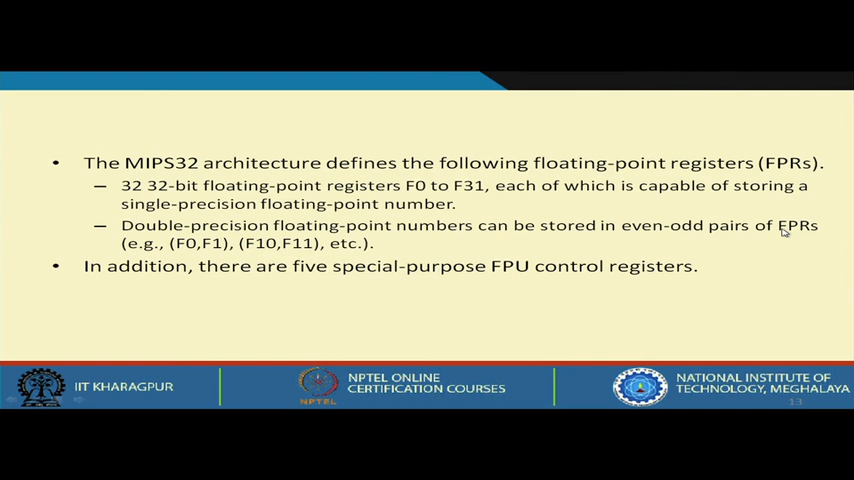 • The MIPS32 architecture defines the following floating-point registers (FPRs).
– 32 32-bit floating-point registers F0 to F31, each of which is capable of storing a
single-precision floating-point number.
– Double-precision floating-point numbers can be stored in even-odd pairs of FPRs
(e.g., (F0,F1), (F10,F11), etc.).
• In addition, there are five special-purpose FPU control registers.
IIT KHARAGPUR
NPTEL
NPTEL ONLINE
CERTIFICATION COURSES
NATIONAL INSTITUTE OF
TECHNOLOGY, MEGHALAYA
13